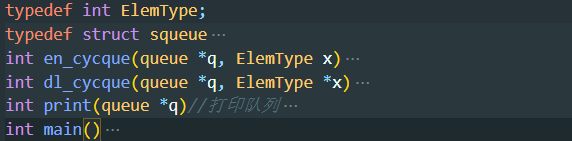 typedef int ElemType;
typedef struct squeue…
int en_cycque(queue *q, ElemType x)…
int dl_cycque(queue *q, ElemType *x)…
int print(queue *q)//打印队列…
int main()…